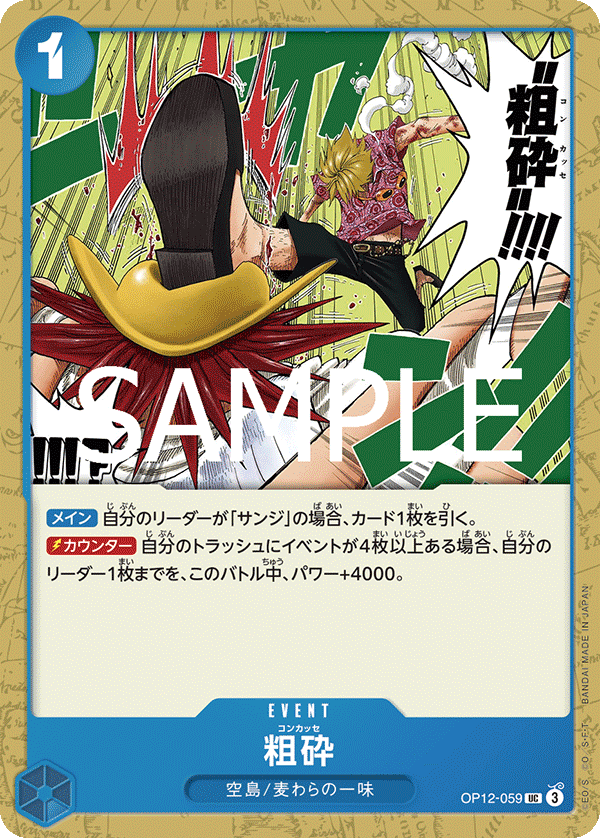 1
"粗砕"!!!!
コンカッセ
SAMPLE
メイン 自分のリーダーが「サンジ」の場合、カード1枚を引く。
カウンター 自分のトラッシュにイベントが4枚以上ある場合、自分の
リーダー1枚までを、このバトル中、パワー+4000。
EVENT
コンカッセ
粗砕
空島/麦わらの一味
OP12-059 UC 3
©E.O./S. ©E.O./S.,S.,F.,T. BANDAI MADE IN JAPAN